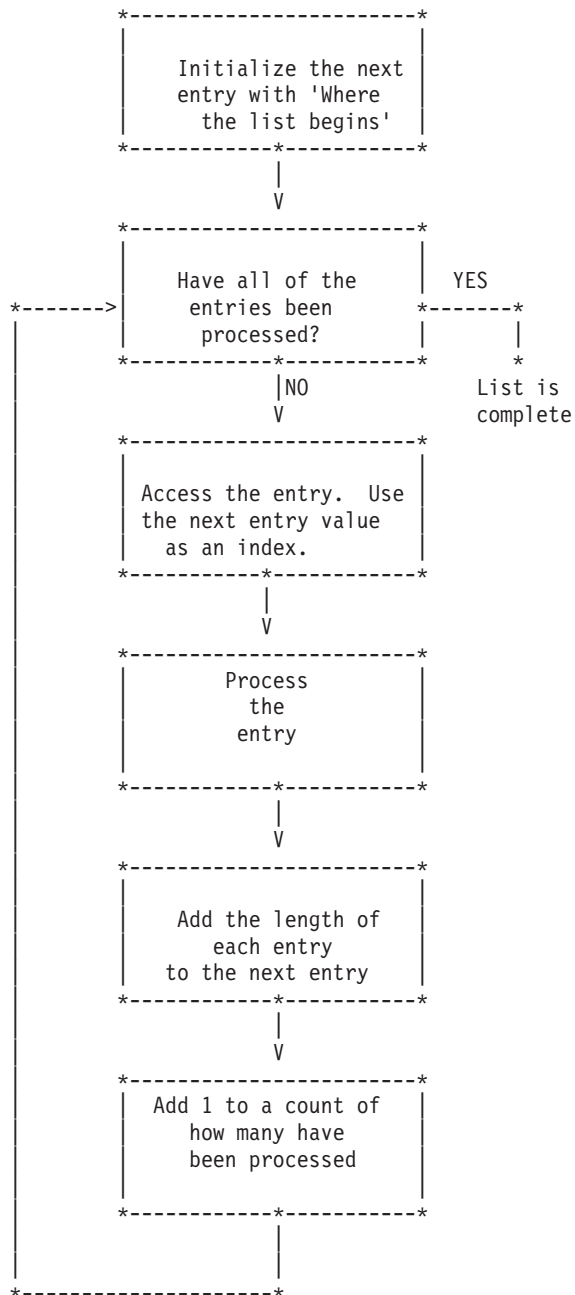 Initialize the next
entry with 'Where
the list begins'
V
Have all of the
entries been
processed?
YES
NO
V
List is
complete
Access the entry. Use
the next entry value
as an index.
V
Process
the
entry
V
Add the length of
each entry
to the next entry
V
Add 1 to a count of
how many have
been processed